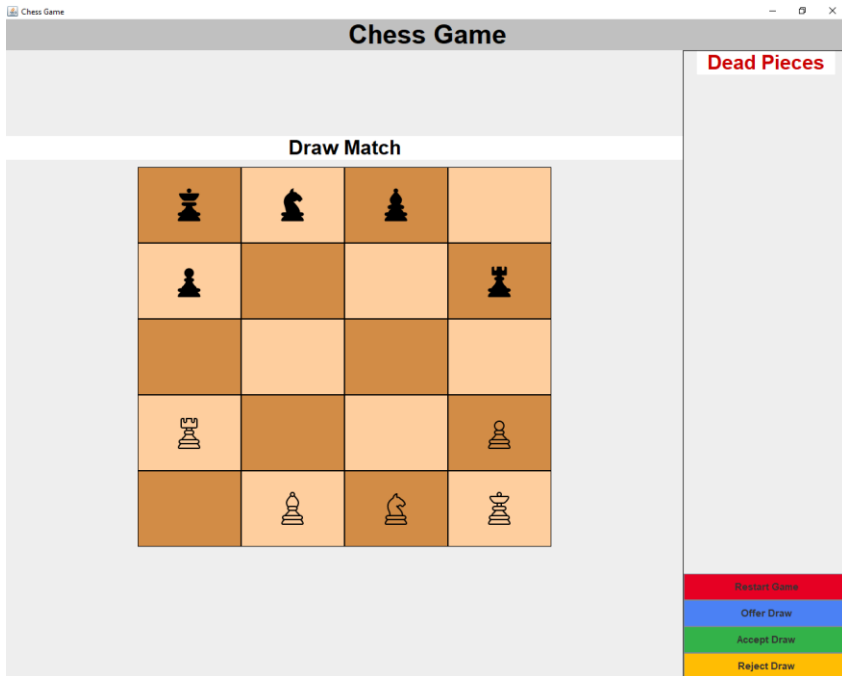 Chess Game
Chess Game
Dead Pieces
Draw Match
Restart Game
Offer Draw
Accept Draw
Reject Draw